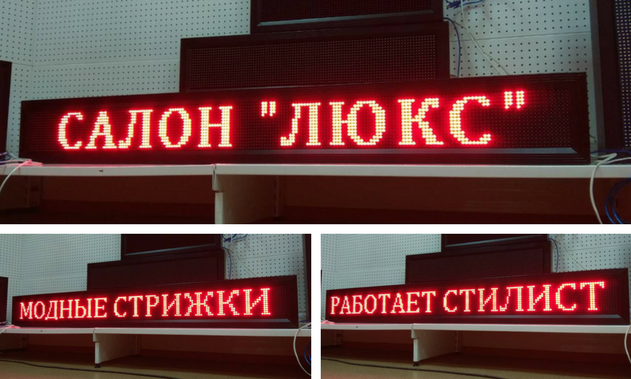 САЛОН "ЛЮКС"
МОДНЫЕ СТРИЖКИ
РАБОТАЕТ СТИЛИСТ